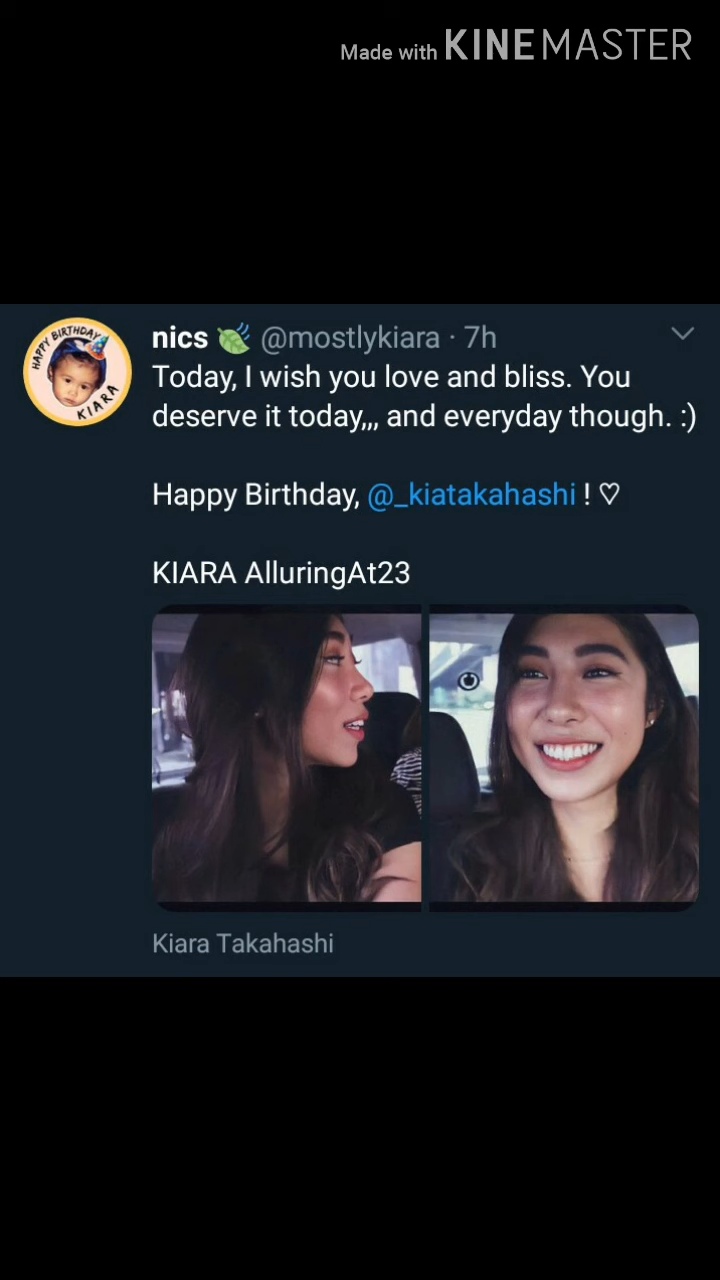 Made with KINEMASTER
HAPPY BIRTHDAY
KIARA
nics @mostlykiara · 7h
Today, I wish you love and bliss. You
deserve it today,,, and everyday though. :)
Happy Birthday, @_kiatakahashi ! ♡
KIARA AlluringAt23
Kiara Takahashi